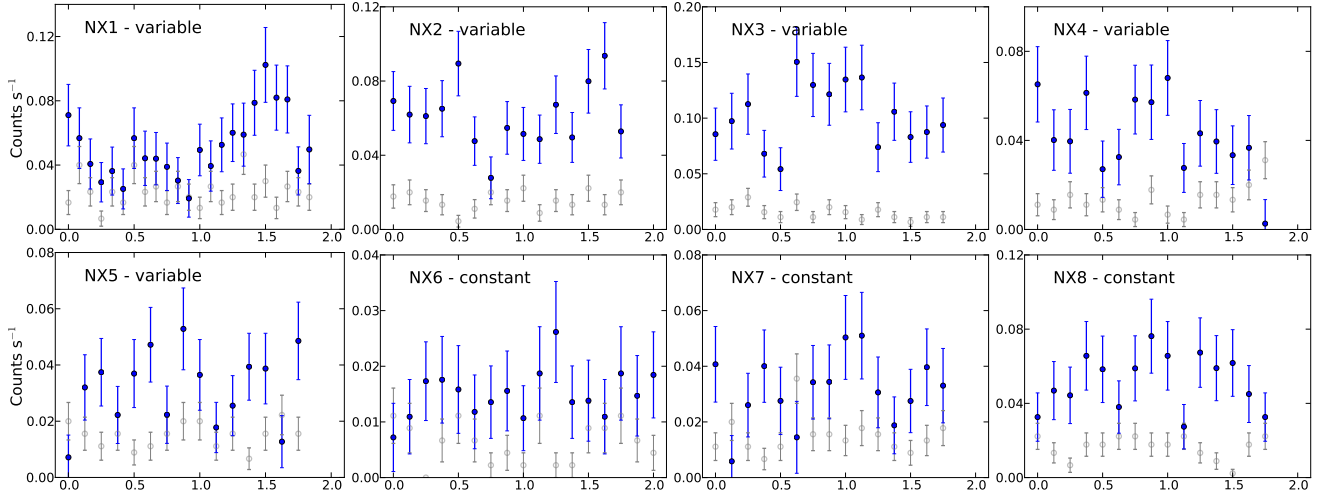 NX1 - variable
NX2 - variable
NX3 - variable
NX4 - variable
Counts s⁻¹
0.12
0.08
0.04
0.00
0.12
0.08
0.04
0.00
0.20
0.15
0.10
0.05
0.00
0.08
0.04
0.00
0.0 0.5 1.0 1.5 2.0
0.0 0.5 1.0 1.5 2.0
0.0 0.5 1.0 1.5 2.0
0.0 0.5 1.0 1.5 2.0
NX5 - variable
NX6 - constant
NX7 - constant
NX8 - constant
Counts s⁻¹
0.08
0.06
0.04
0.02
0.00
0.04
0.03
0.02
0.01
0.00
0.08
0.06
0.04
0.02
0.00
0.12
0.08
0.04
0.00
0.0 0.5 1.0 1.5 2.0
0.0 0.5 1.0 1.5 2.0
0.0 0.5 1.0 1.5 2.0
0.0 0.5 1.0 1.5 2.0